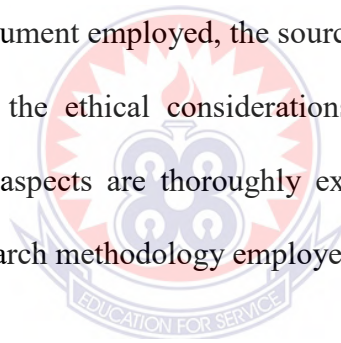 ument employed, the sourc
the ethical considerations
aspects are thoroughly ex
arch methodology employe
EDUCATION FOR SERVICE